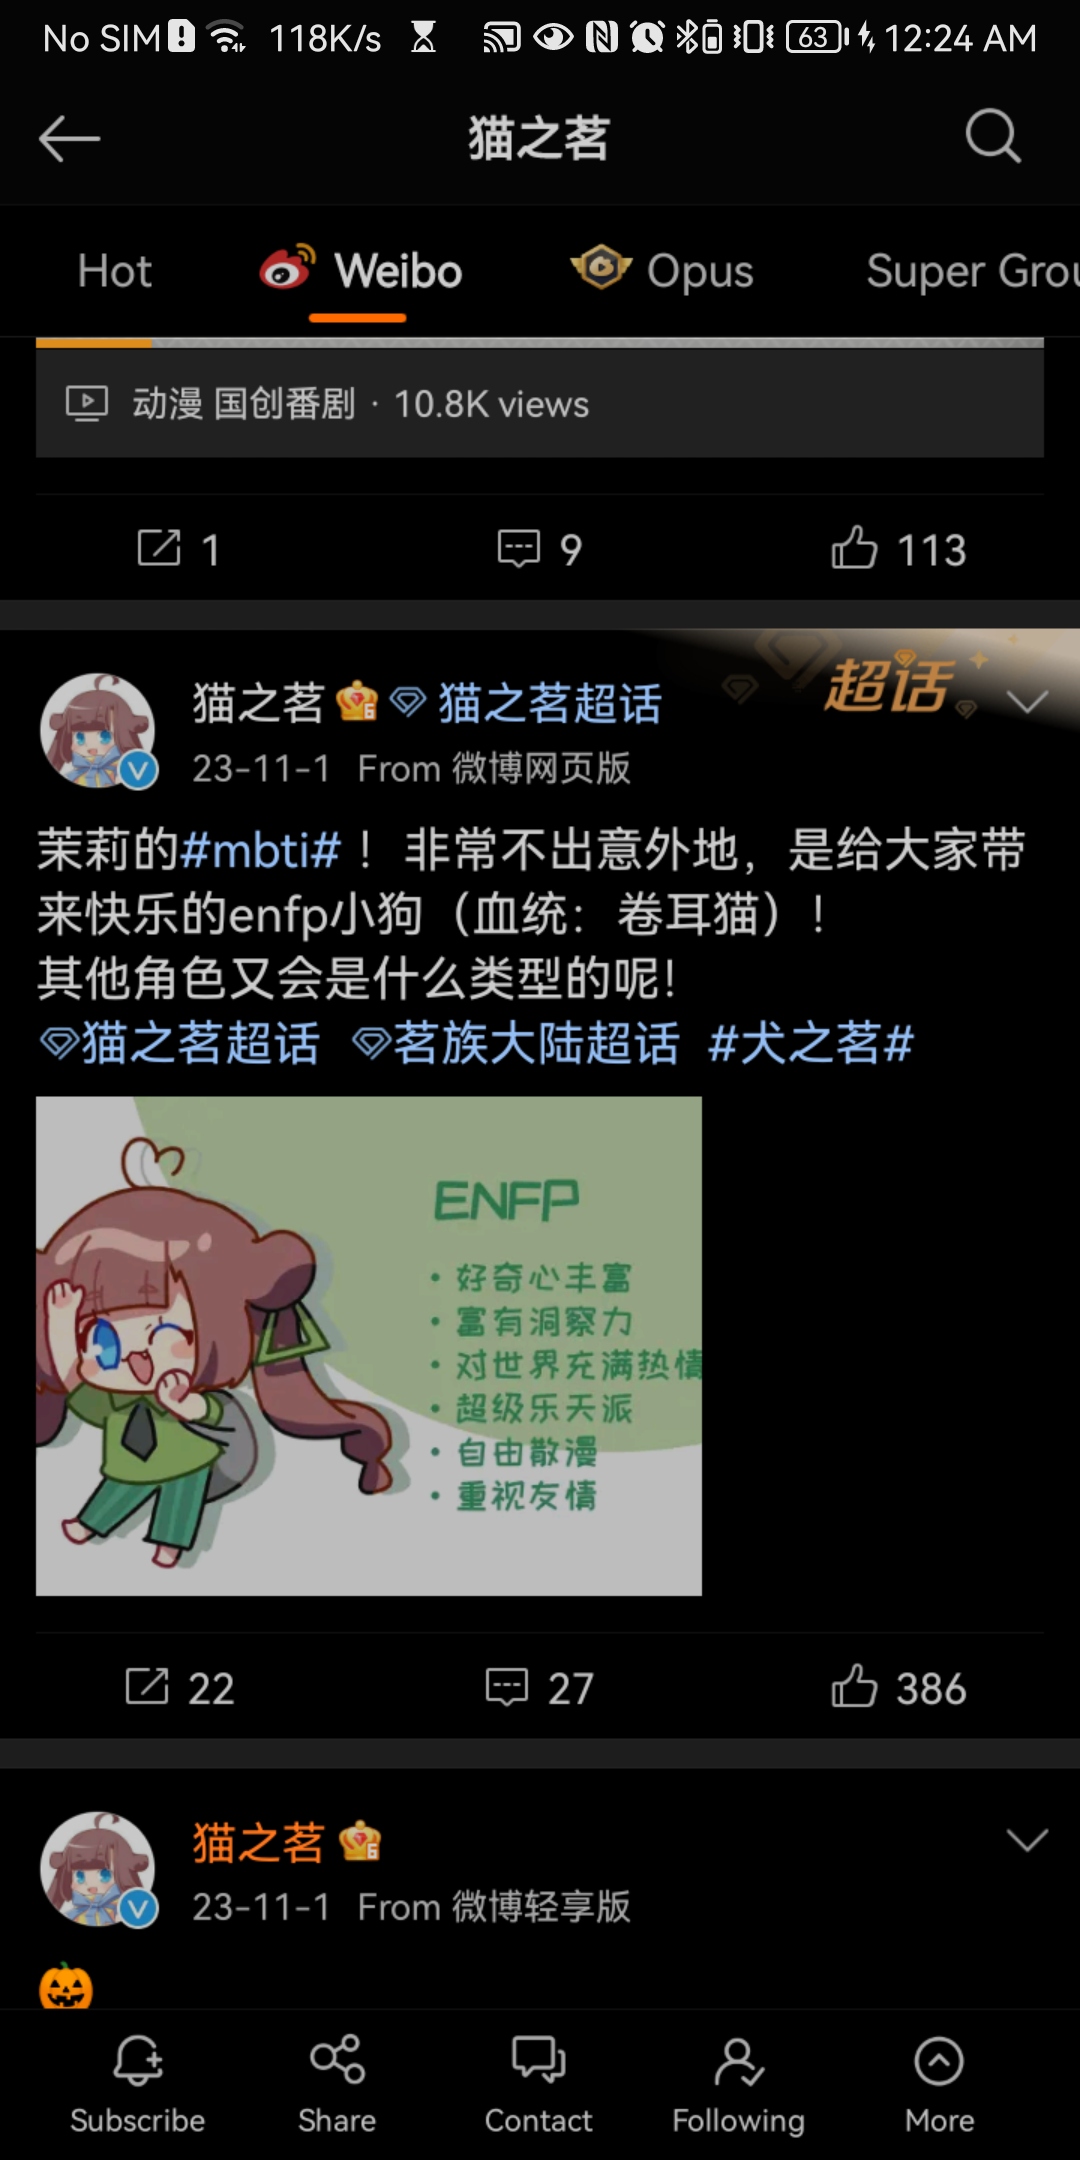 No SIM 118K/s 63 12:24 AM
猫之茗
Hot Weibo Opus Super Grou
动漫 国创番剧 · 10.8K views
1 9 113
猫之茗 6 猫之茗超话 超话
23-11-1 From 微博网页版
茉莉的#mbti#！非常不出意外地，是给大家带
来快乐的enfp小狗（血统：卷耳猫）！
其他角色又会是什么类型的呢！
猫之茗超话 茗族大陆超话 #犬之茗#
ENFP
• 好奇心丰富
• 富有洞察力
• 对世界充满热情
• 超级乐天派
• 自由散漫
• 重视友情
22 27 386
猫之茗 6
23-11-1 From 微博轻享版
🎃
Subscribe Share Contact Following More